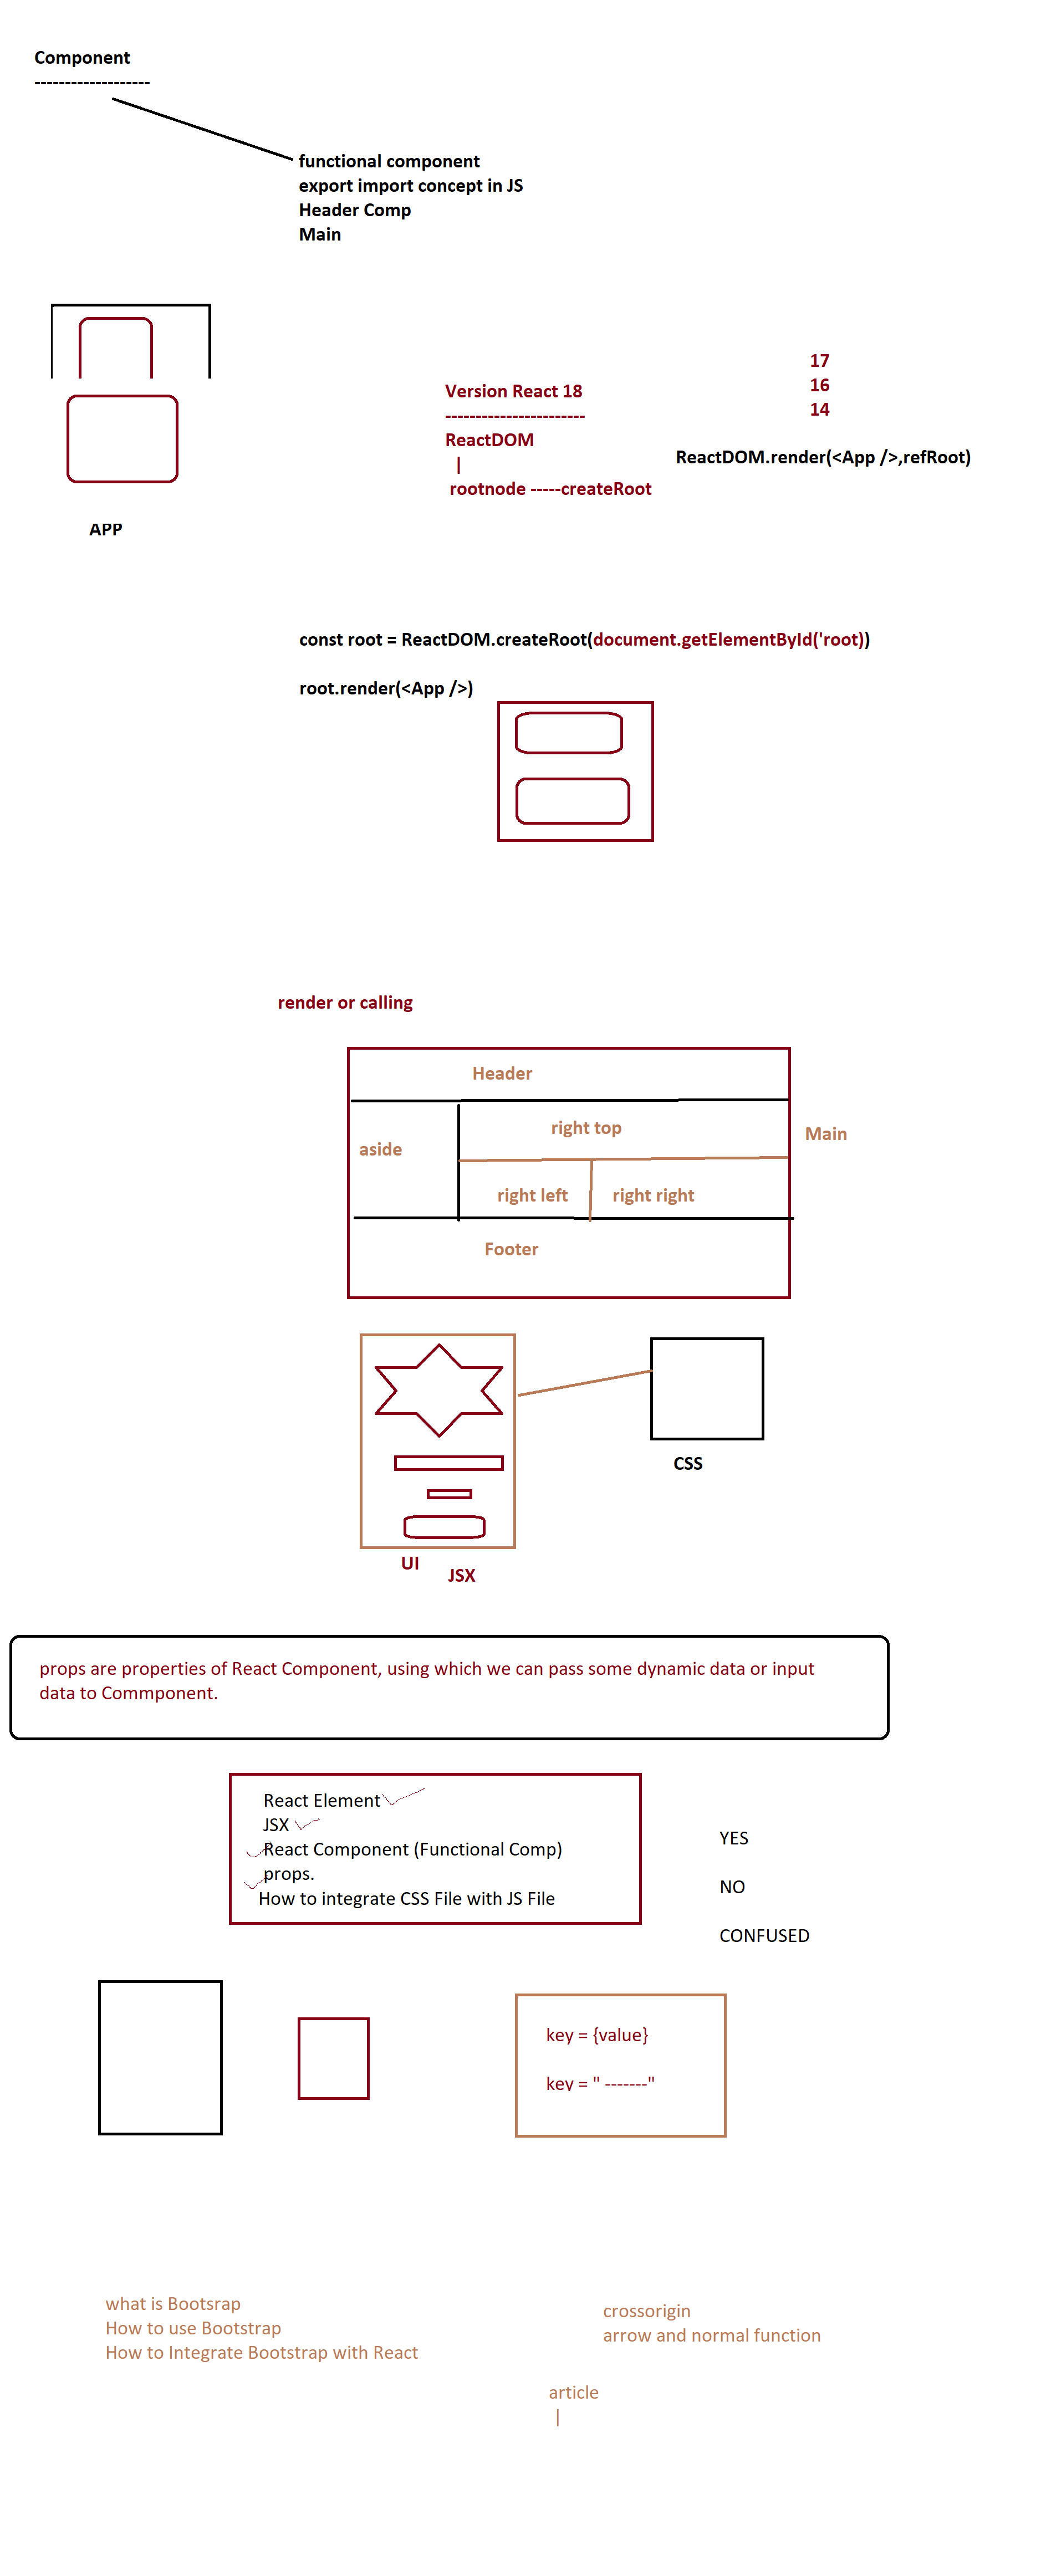 Component
-------------------
functional component
export import concept in JS
Header Comp
Main
17
16
14
Version React 18
-----------------------
ReactDOM
|
rootnode -----createRoot
ReactDOM.render(<App />,refRoot)
APP
const root = ReactDOM.createRoot(document.getElementById('root))
root.render(<App />)
render or calling
Header
right top
Main
aside
right left
right right
Footer
CSS
UI
JSX
props are properties of React Component, using which we can pass some dynamic data or input
data to Commponent.
React Element
JSX
React Component (Functional Comp)
props.
How to integrate CSS File with JS File
YES
NO
CONFUSED
key = {value}
key = " -------"
what is Bootsrap
How to use Bootstrap
How to Integrate Bootstrap with React
crossorigin
arrow and normal function
article
|